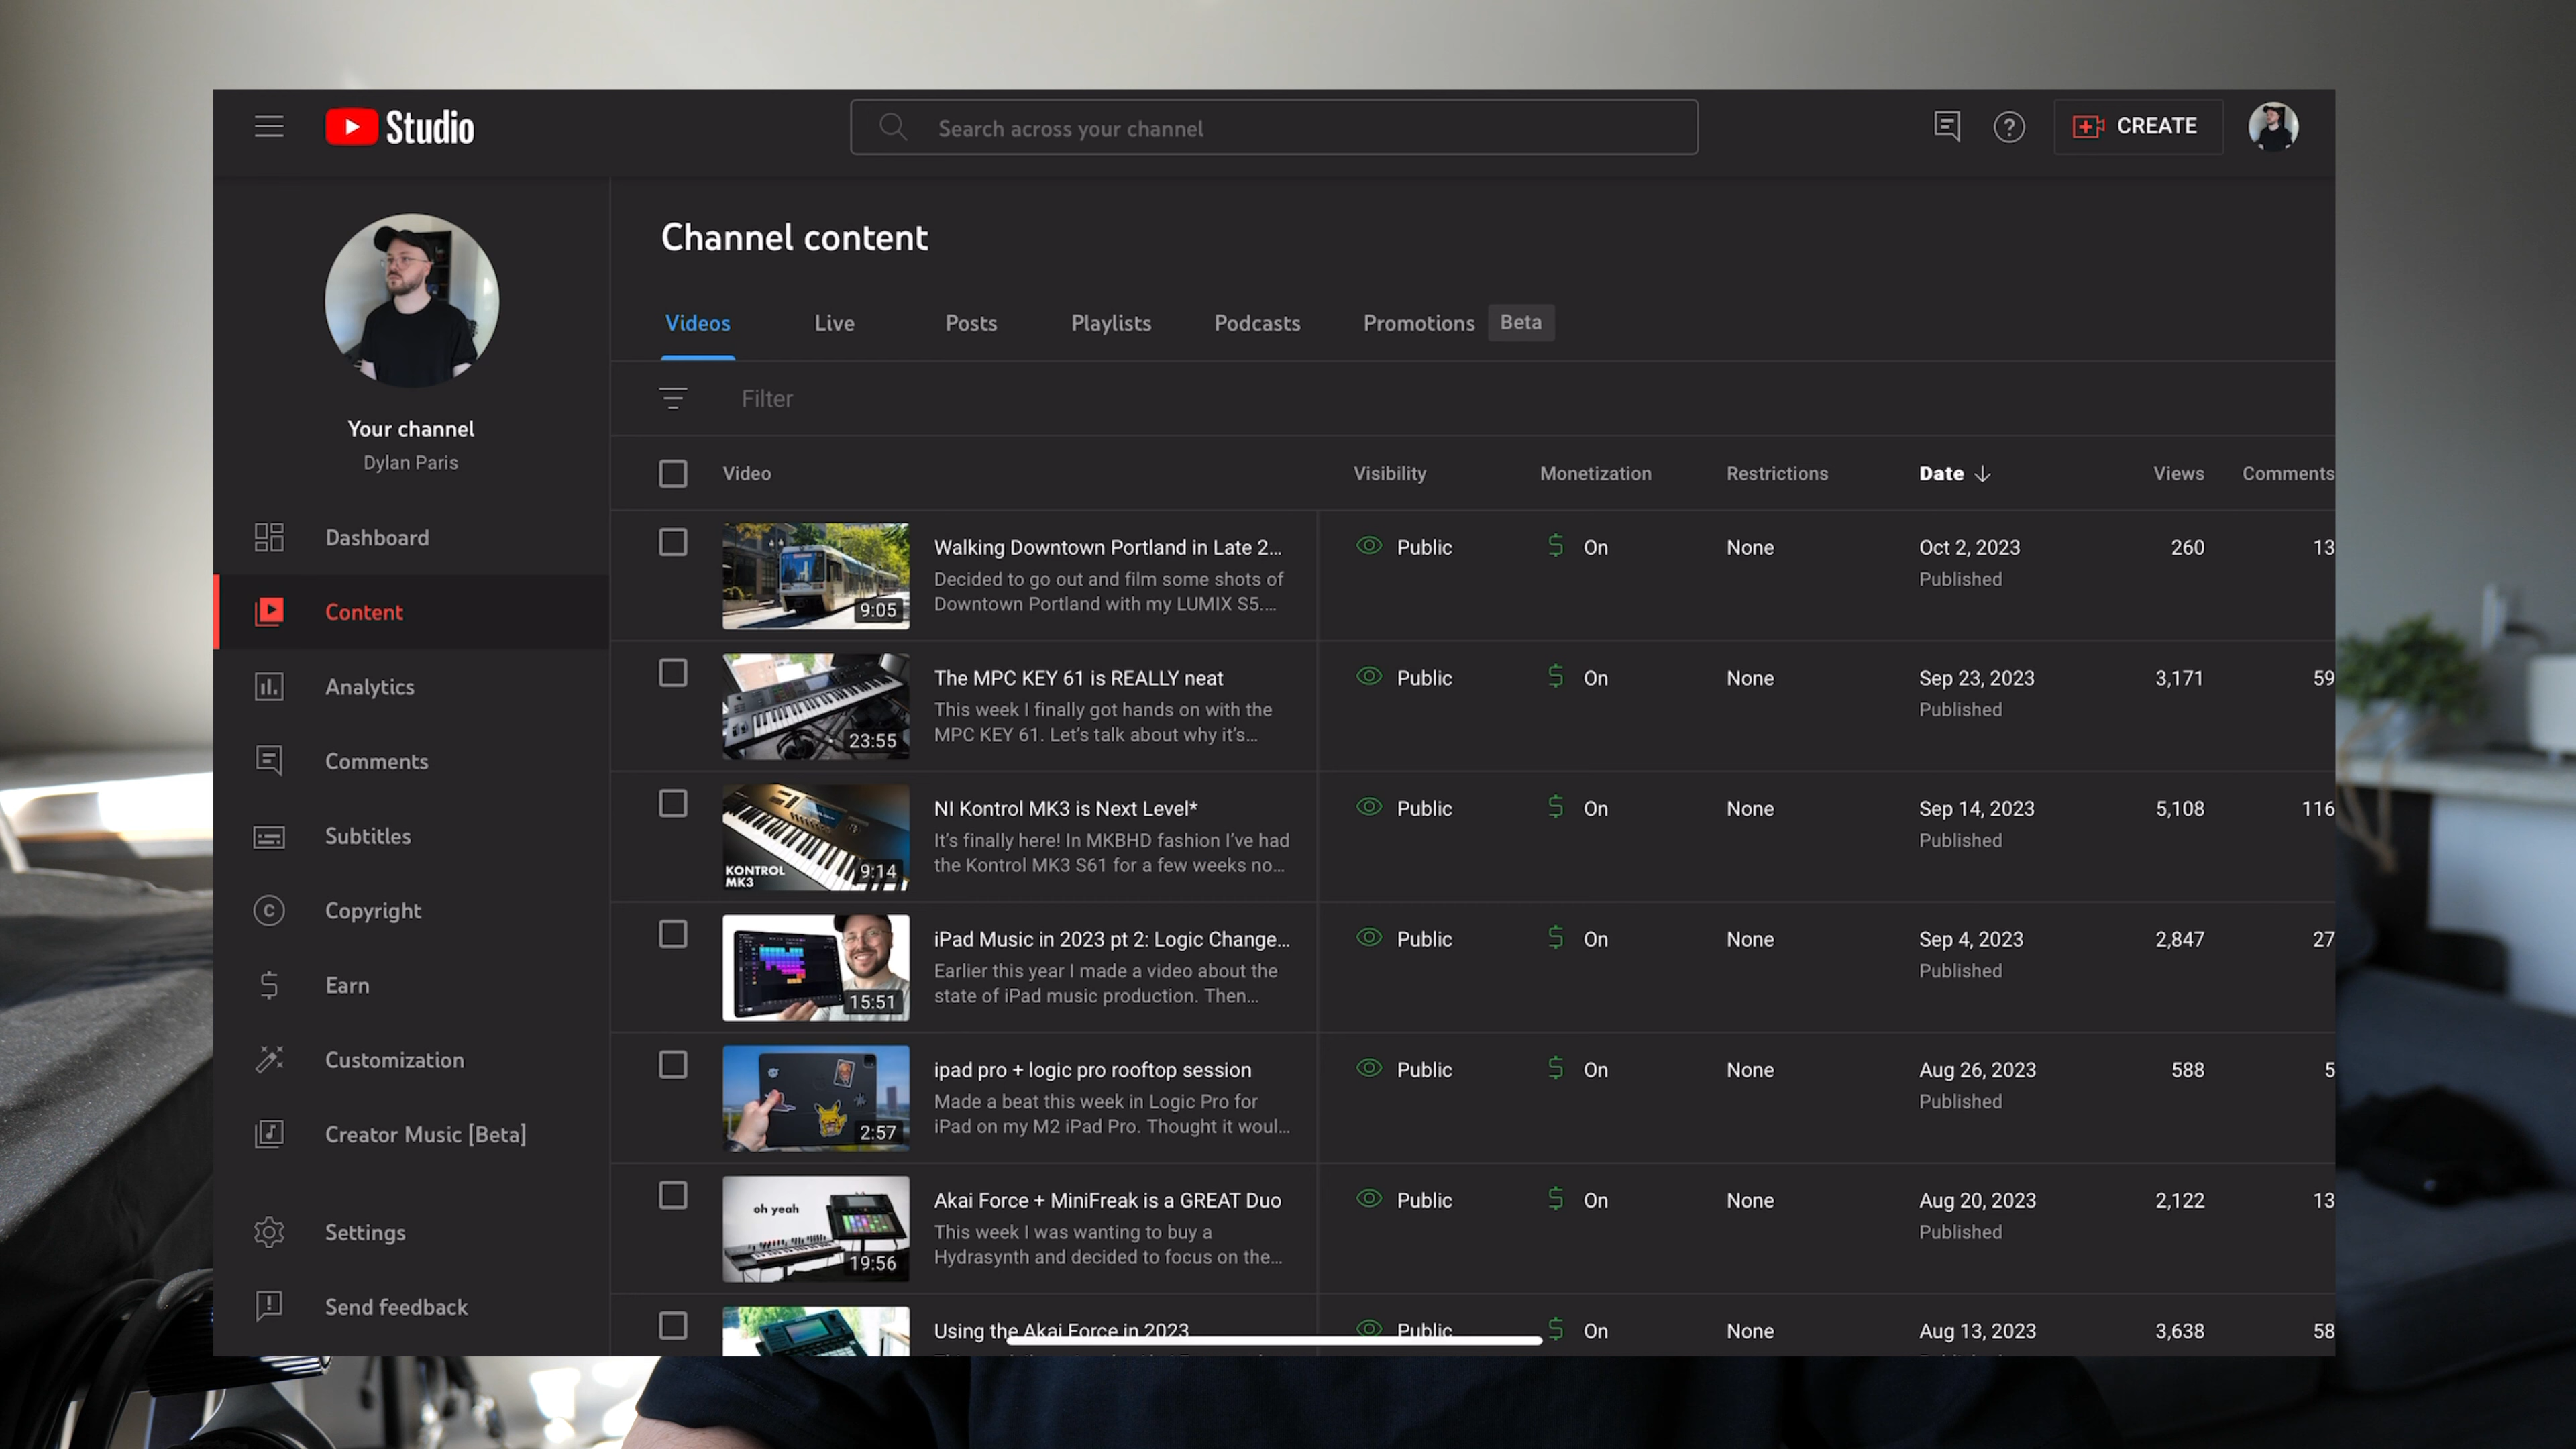 Studio
Search across your channel
CREATE
Your channel
Dylan Paris
Dashboard
Content
Analytics
Comments
Subtitles
Copyright
Earn
Customization
Creator Music [Beta]
Settings
Send feedback
Channel content
Videos Live Posts Playlists Podcasts Promotions Beta
Filter
Video Visibility Monetization Restrictions Date Views Comments
9:05
Walking Downtown Portland in Late 2...
Decided to go out and film some shots of
Downtown Portland with my LUMIX S5....
Public On None Oct 2, 2023 260 13
Published
23:55
The MPC KEY 61 is REALLY neat
This week I finally got hands on with the
MPC KEY 61. Let's talk about why it's...
Public On None Sep 23, 2023 3,171 59
Published
KONTROL
MK3
9:14
NI Kontrol MK3 is Next Level*
It's finally here! In MKBHD fashion I've had
the Kontrol MK3 S61 for a few weeks no...
Public On None Sep 14, 2023 5,108 116
Published
15:51
iPad Music in 2023 pt 2: Logic Change...
Earlier this year I made a video about the
state of iPad music production. Then...
Public On None Sep 4, 2023 2,847 27
Published
2:57
ipad pro + logic pro rooftop session
Made a beat this week in Logic Pro for
iPad on my M2 iPad Pro. Thought it woul...
Public On None Aug 26, 2023 588 5
Published
oh yeah
19:56
Akai Force + MiniFreak is a GREAT Duo
This week I was wanting to buy a
Hydrasynth and decided to focus on the...
Public On None Aug 20, 2023 2,122 13
Published
Using the Akai Force in 2023
Public On None Aug 13, 2023 3,638 58